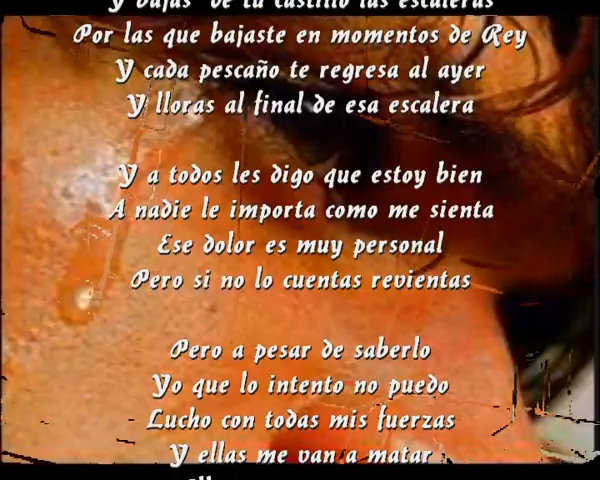 Y bajas de tu castillo las escaleras
Por las que bajaste en momentos de Rey
Y cada pescaño te regresa al ayer
Y lloras al final de esa escalera
Y a todos les digo que estoy bien
A nadie le importa como me sienta
Ese dolor es muy personal
Pero si no lo cuentas revientas
Pero a pesar de saberlo
Yo que lo intento no puedo
Lucho con todas mis fuerzas
Y ellas me van a matar